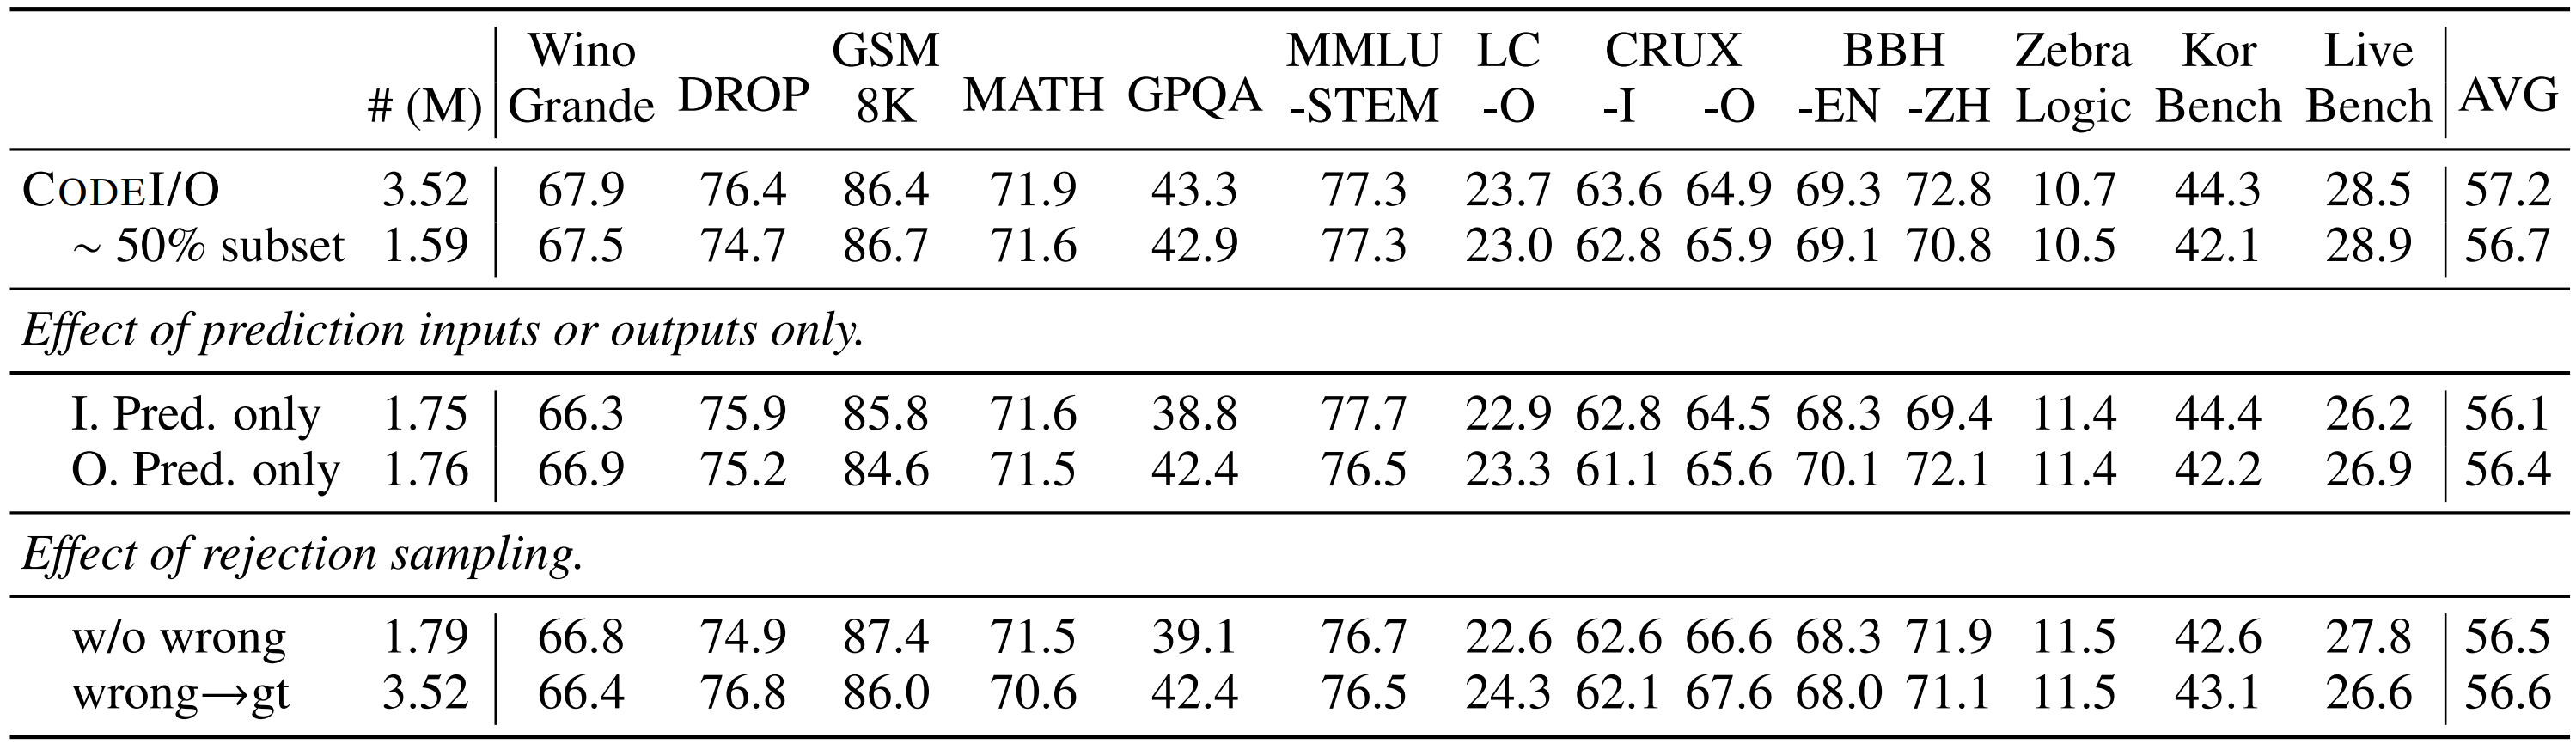 # (M) Wino Grande DROP GSM 8K MATH GPQA MMLU -STEM LC -O CRUX -I -O BBH -EN -ZH Zebra Logic Kor Bench Live Bench AVG
CODEI/O 3.52 67.9 76.4 86.4 71.9 43.3 77.3 23.7 63.6 64.9 69.3 72.8 10.7 44.3 28.5 57.2
~ 50% subset 1.59 67.5 74.7 86.7 71.6 42.9 77.3 23.0 62.8 65.9 69.1 70.8 10.5 42.1 28.9 56.7
Effect of prediction inputs or outputs only.
I. Pred. only 1.75 66.3 75.9 85.8 71.6 38.8 77.7 22.9 62.8 64.5 68.3 69.4 11.4 44.4 26.2 56.1
O. Pred. only 1.76 66.9 75.2 84.6 71.5 42.4 76.5 23.3 61.1 65.6 70.1 72.1 11.4 42.2 26.9 56.4
Effect of rejection sampling.
w/o wrong 1.79 66.8 74.9 87.4 71.5 39.1 76.7 22.6 62.6 66.6 68.3 71.9 11.5 42.6 27.8 56.5
wrong→gt 3.52 66.4 76.8 86.0 70.6 42.4 76.5 24.3 62.1 67.6 68.0 71.1 11.5 43.1 26.6 56.6